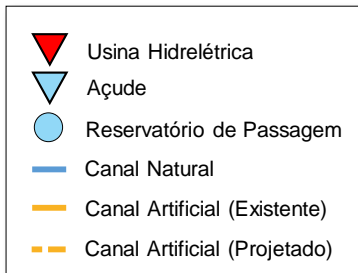 Usina Hidrelétrica
Açude
Reservatório de Passagem
Canal Natural
Canal Artificial (Existente)
Canal Artificial (Projetado)